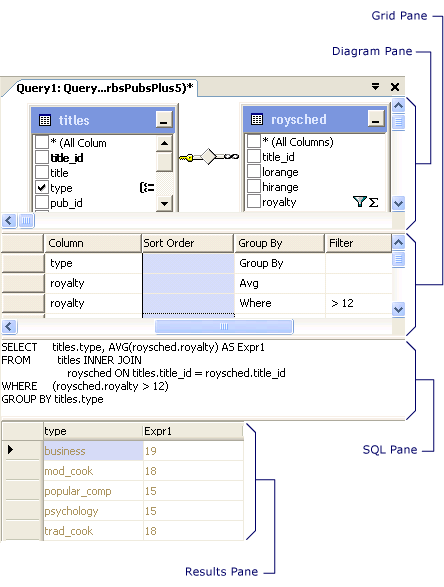 Grid Pane
Diagram Pane
Query1: Query...rbsPubsPlus5)*
titles
* (All Colum
title_id
title
type
pub_id
roysched
* (All Columns)
title_id
lorange
hirange
royalty
Column Sort Order Group By Filter
type Group By
royalty Avg
royalty Where > 12
SELECT titles.type, AVG(roysched.royalty) AS Expr1
FROM titles INNER JOIN
roysched ON titles.title_id = roysched.title_id
WHERE (roysched.royalty > 12)
GROUP BY titles.type
SQL Pane
type Expr1
business 19
mod_cook 18
popular_comp 15
psychology 15
trad_cook 18
Results Pane